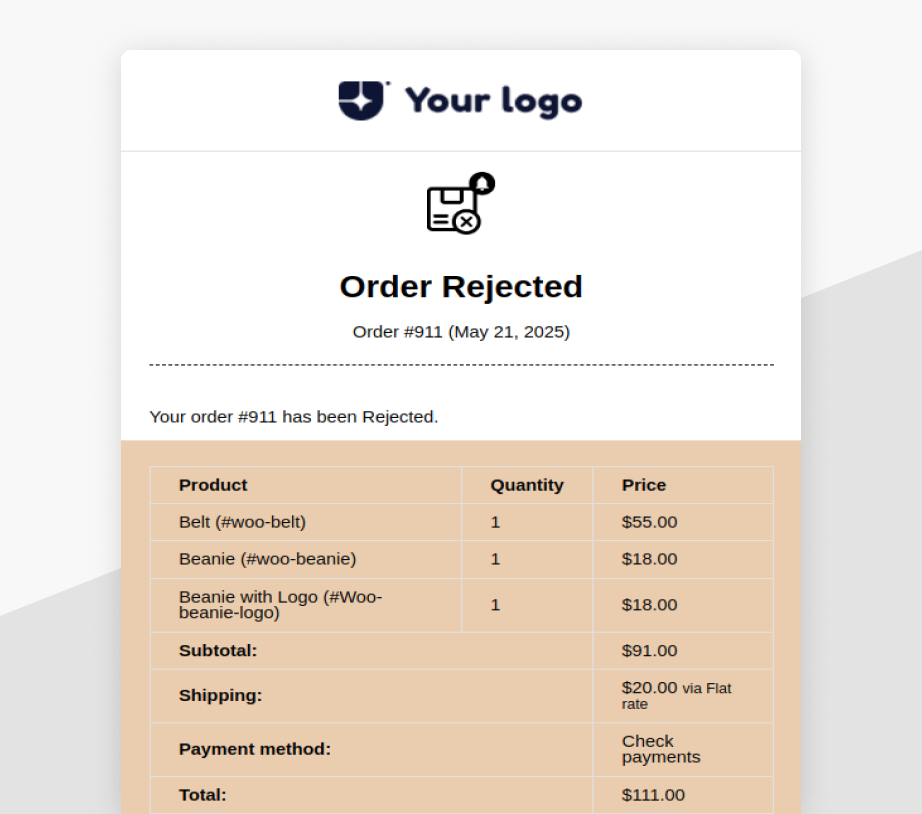 Your logo
Order Rejected
Order #911 (May 21, 2025)
Your order #911 has been Rejected.
Product Quantity Price
Belt (#woo-belt) 1 $55.00
Beanie (#woo-beanie) 1 $18.00
Beanie with Logo (#Woo-
beanie-logo) 1 $18.00
Subtotal: $91.00
Shipping: $20.00 via Flat
rate
Payment method: Check
payments
Total: $111.00